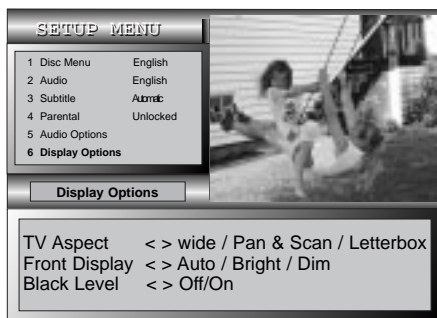 SETUP MENU
1 Disc Menu English
2 Audio English
3 Subtitle Automatic
4 Parental Unlocked
5 Audio Options
6 Display Options
Display Options
TV Aspect < > wide / Pan & Scan / Letterbox
Front Display < > Auto / Bright / Dim
Black Level < > Off/On